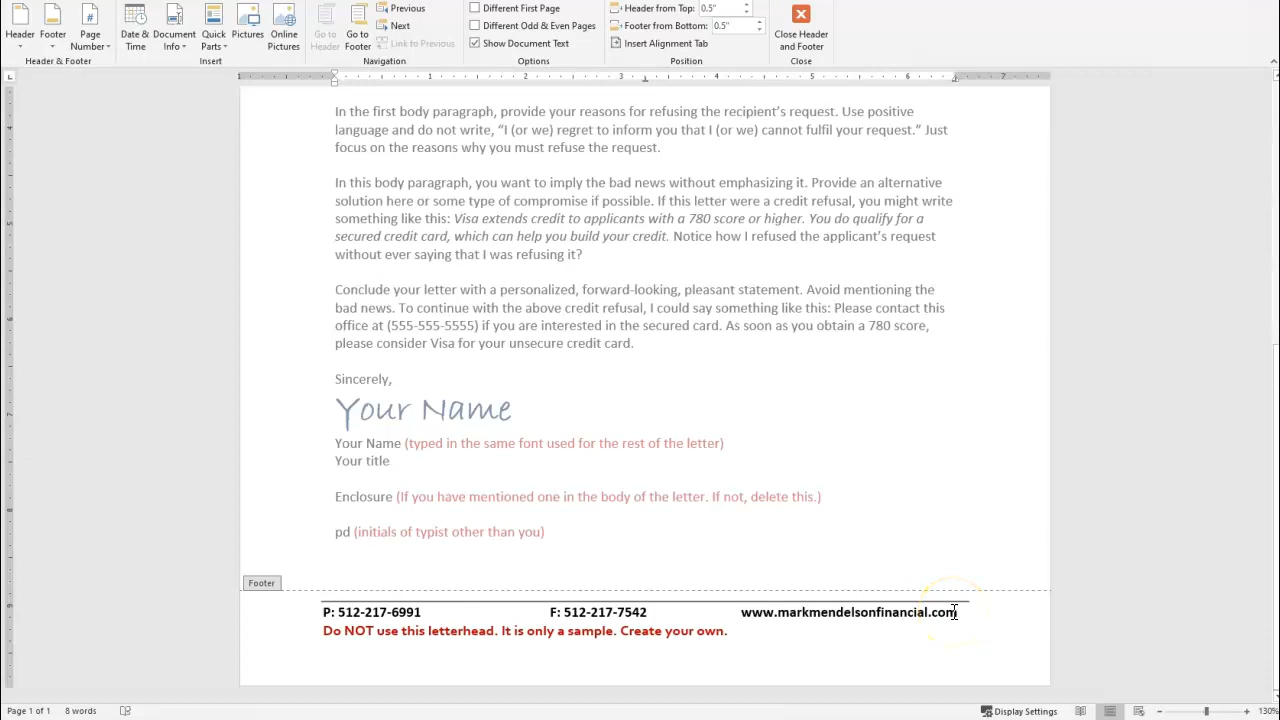 Header
Footer
Page Number
Date & Time
Document Info
Quick Parts
Pictures
Online Pictures
Go to Header
Go to Footer
Previous
Next
Link to Previous
Different First Page
Different Odd & Even Pages
Show Document Text
Header from Top: 0.5"
Footer from Bottom: 0.5"
Insert Alignment Tab
Close Header and Footer
Header & Footer
Insert
Navigation
Options
Position
Close
1 1 2 3 4 5 6 7
In the first body paragraph, provide your reasons for refusing the recipient's request. Use positive
language and do not write, “I (or we) regret to inform you that I (or we) cannot fulfil your request.” Just
focus on the reasons why you must refuse the request.
In this body paragraph, you want to imply the bad news without emphasizing it. Provide an alternative
solution here or some type of compromise if possible. If this letter were a credit refusal, you might write
something like this: Visa extends credit to applicants with a 780 score or higher. You do qualify for a
secured credit card, which can help you build your credit. Notice how I refused the applicant's request
without ever saying that I was refusing it?
Conclude your letter with a personalized, forward-looking, pleasant statement. Avoid mentioning the
bad news. To continue with the above credit refusal, I could say something like this: Please contact this
office at (555-555-5555) if you are interested in the secured card. As soon as you obtain a 780 score,
please consider Visa for your unsecure credit card.
Sincerely,
Your Name
Your Name (typed in the same font used for the rest of the letter)
Your title
Enclosure (If you have mentioned one in the body of the letter. If not, delete this.)
pd (initials of typist other than you)
Footer
P: 512-217-6991 F: 512-217-7542 www.markmendelsonfinancial.com
Do NOT use this letterhead. It is only a sample. Create your own.
Page 1 of 1 8 words Display Settings 130%